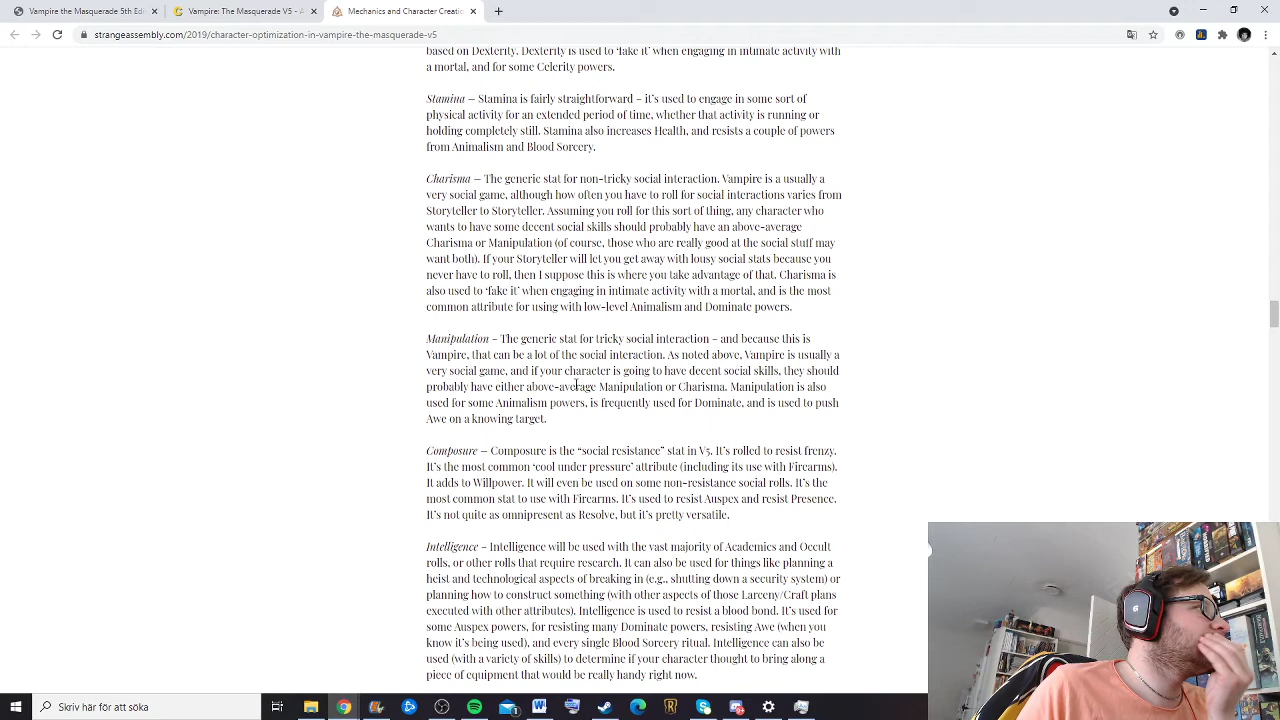 Vampire the Masquerade 5th Edi
Vampire: The Masquerade V5 - A
Mechanics and Character Creatio
strangeassembly.com/2019/character-optimization-in-vampire-the-masquerade-v5
based on Dexterity. Dexterity is used to ‘fake it’ when engaging in intimate activity with
a mortal, and for some Celerity powers.
Stamina – Stamina is fairly straightforward – it’s used to engage in some sort of
physical activity for an extended period of time, whether that activity is running or
holding completely still. Stamina also increases Health, and resists a couple of powers
from Animalism and Blood Sorcery.
Charisma – The generic stat for non-tricky social interaction. Vampire is a usually a
very social game, although how often you have to roll for social interactions varies from
Storyteller to Storyteller. Assuming you roll for this sort of thing, any character who
wants to have some decent social skills should probably have an above-average
Charisma or Manipulation (of course, those who are really good at the social stuff may
want both). If your Storyteller will let you get away with lousy social stats because you
never have to roll, then I suppose this is where you take advantage of that. Charisma is
also used to ‘fake it’ when engaging in intimate activity with a mortal, and is the most
common attribute for using with low-level Animalism and Dominate powers.
Manipulation – The generic stat for tricky social interaction – and because this is
Vampire, that can be a lot of the social interaction. As noted above, Vampire is usually a
very social game, and if your character is going to have decent social skills, they should
probably have either above-average Manipulation or Charisma. Manipulation is also
used for some Animalism powers, is frequently used for Dominate, and is used to push
Awe on a knowing target.
Composure – Composure is the “social resistance” stat in V5. It’s rolled to resist frenzy.
It’s the most common ‘cool under pressure’ attribute (including its use with Firearms).
It adds to Willpower. It will even be used on some non-resistance social rolls. It’s the
most common stat to use with Firearms. It’s used to resist Auspex and resist Presence.
It’s not quite as omnipresent as Resolve, but it’s pretty versatile.
Intelligence – Intelligence will be used with the vast majority of Academics and Occult
rolls, or other rolls that require research. It can also be used for things like planning a
heist and technological aspects of breaking in (e.g., shutting down a security system) or
planning how to construct something (with other aspects of those Larceny/Craft plans
executed with other attributes). Intelligence is used to resist a blood bond. It’s used for
some Auspex powers, for resisting many Dominate powers, resisting Awe (when you
know it’s being used), and every single Blood Sorcery ritual. Intelligence can also be
used (with a variety of skills) to determine if your character thought to bring along a
piece of equipment that would be really handy right now.
Skriv här för att söka